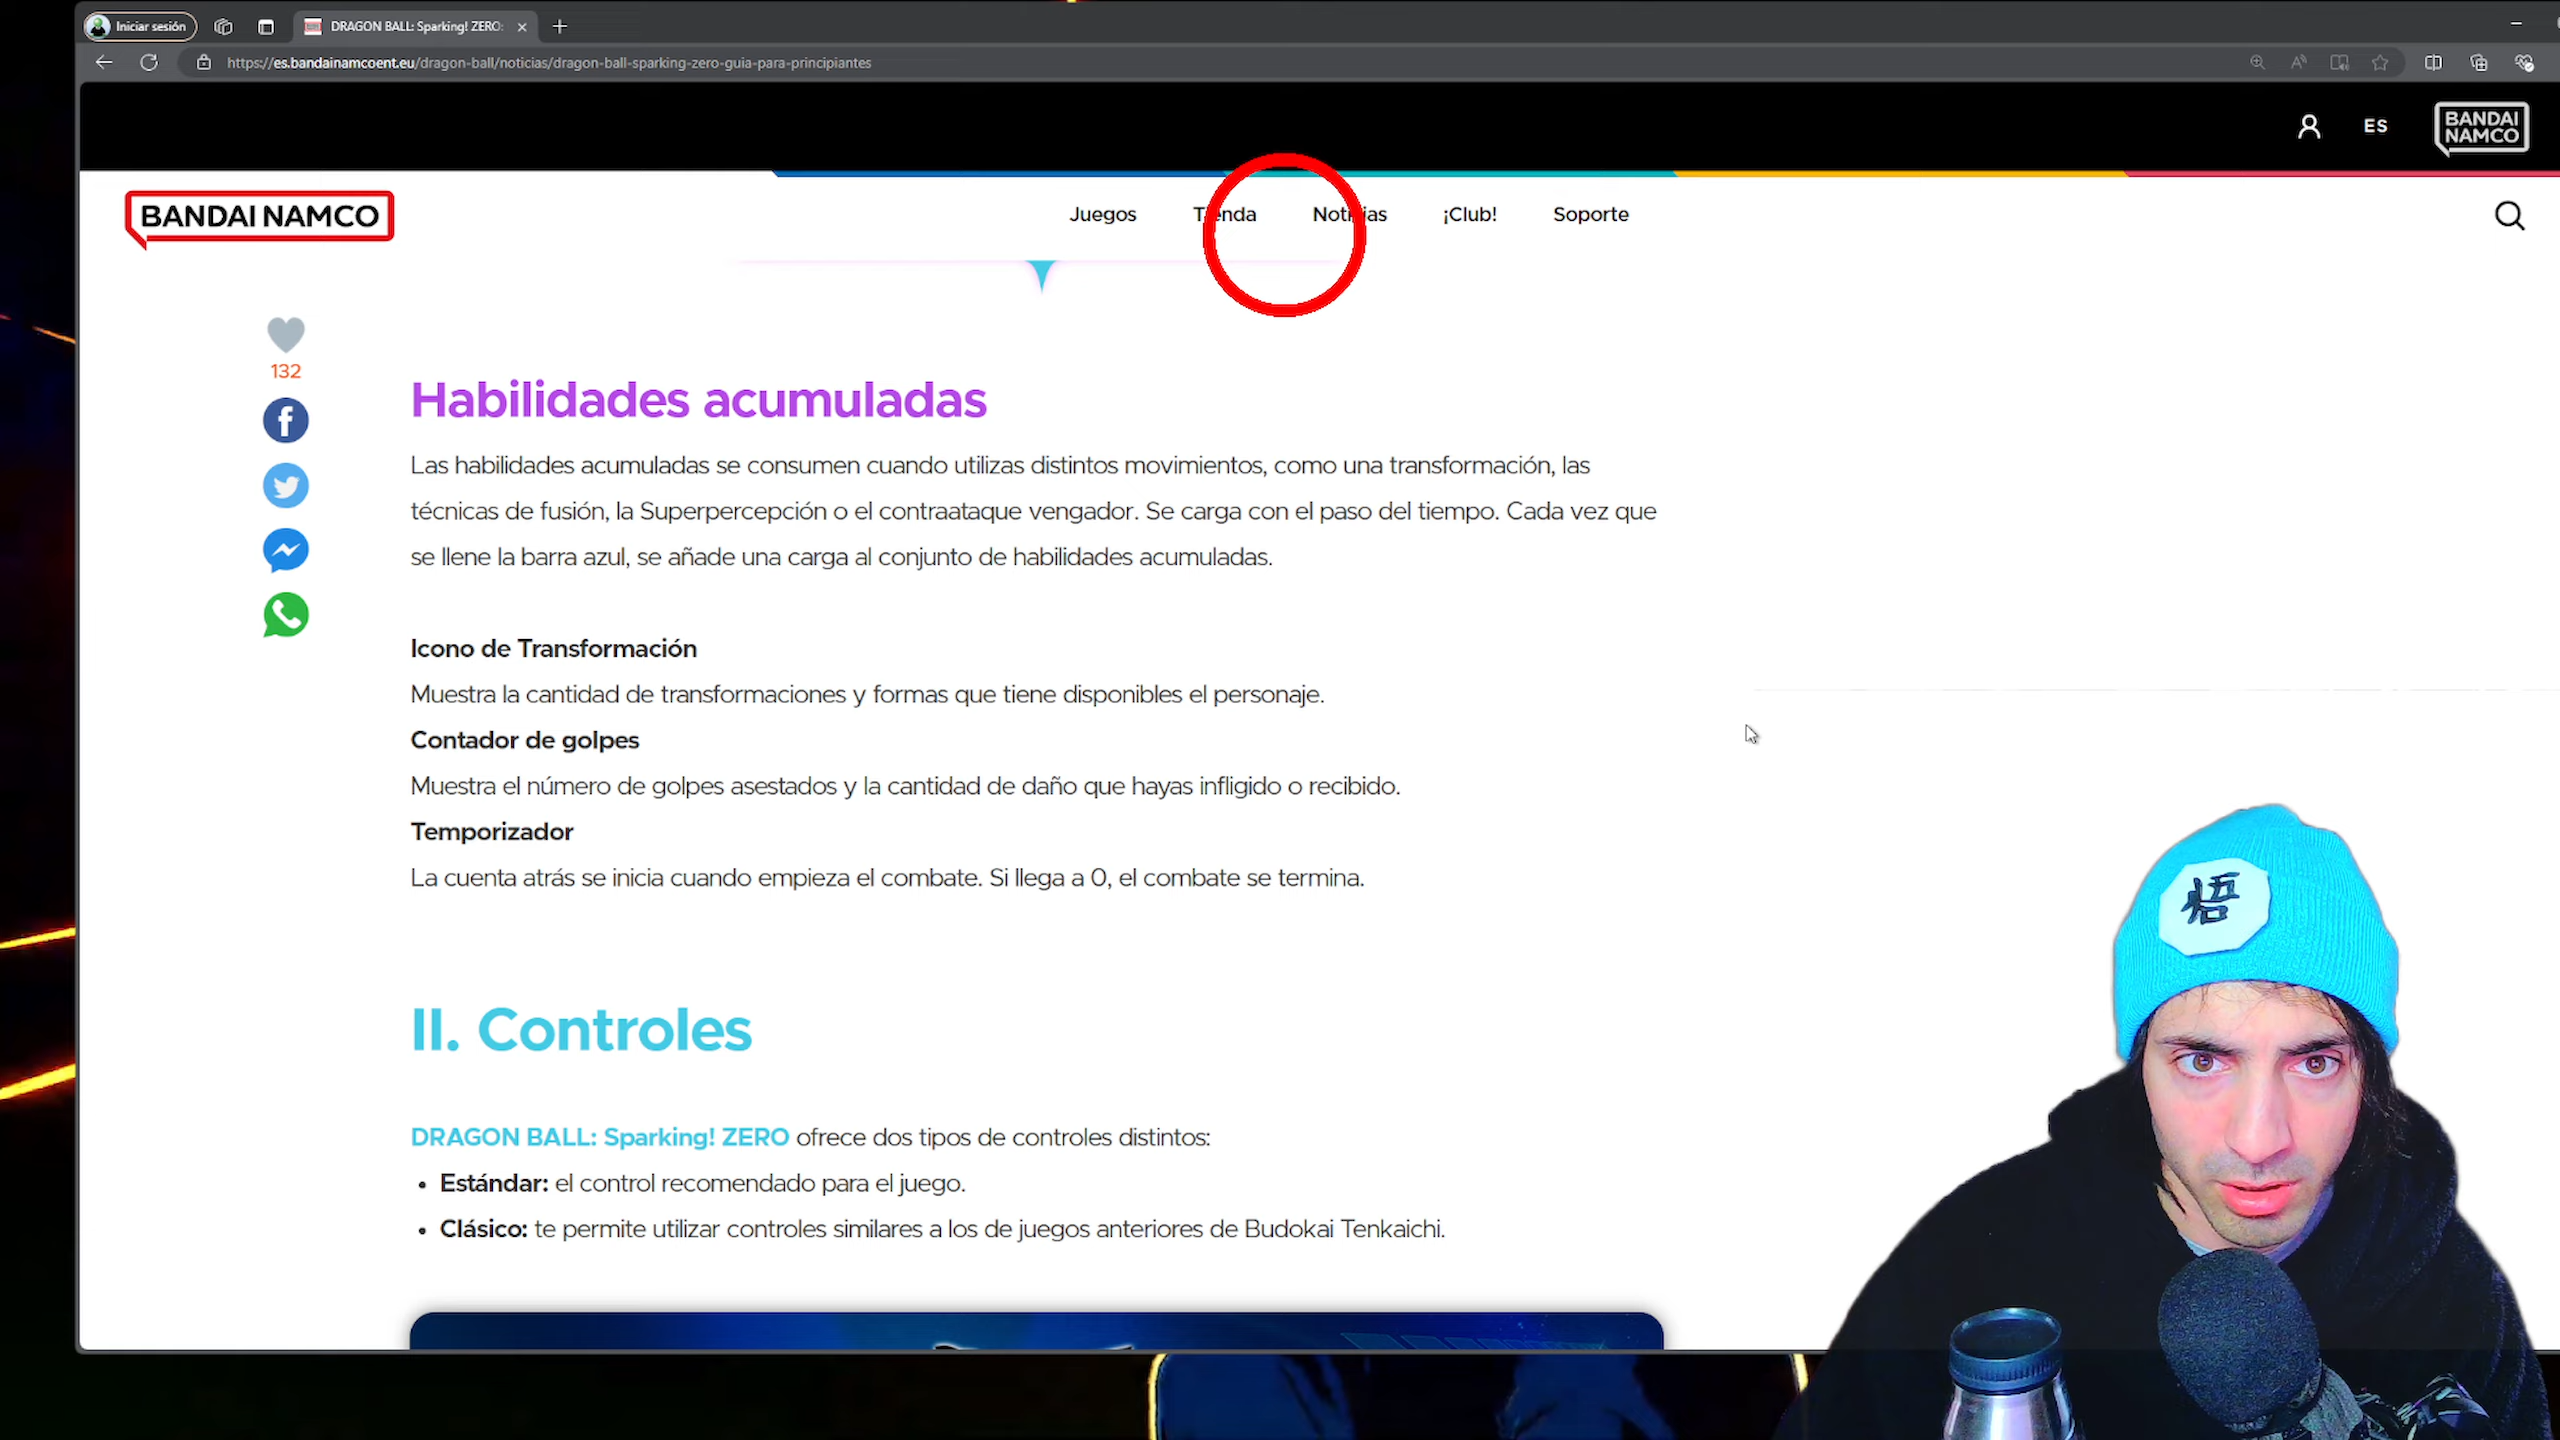 Iniciar sesión
DRAGON BALL: Sparking! ZERO:
https://es.bandainamcoent.eu/dragon-ball/noticias/dragon-ball-sparking-zero-guia-para-principiantes
ES
BANDAI
NAMCO
BANDAI NAMCO
Juegos Tienda Noticias ¡Club! Soporte
132
Habilidades acumuladas
Las habilidades acumuladas se consumen cuando utilizas distintos movimientos, como una transformación, las
técnicas de fusión, la Superpercepción o el contraataque vengador. Se carga con el paso del tiempo. Cada vez que
se llene la barra azul, se añade una carga al conjunto de habilidades acumuladas.
Icono de Transformación
Muestra la cantidad de transformaciones y formas que tiene disponibles el personaje.
Contador de golpes
Muestra el número de golpes asestados y la cantidad de daño que hayas infligido o recibido.
Temporizador
La cuenta atrás se inicia cuando empieza el combate. Si llega a 0, el combate se termina.
悟
II. Controles
DRAGON BALL: Sparking! ZERO ofrece dos tipos de controles distintos:
• Estándar: el control recomendado para el juego.
• Clásico: te permite utilizar controles similares a los de juegos anteriores de Budokai Tenkaichi.